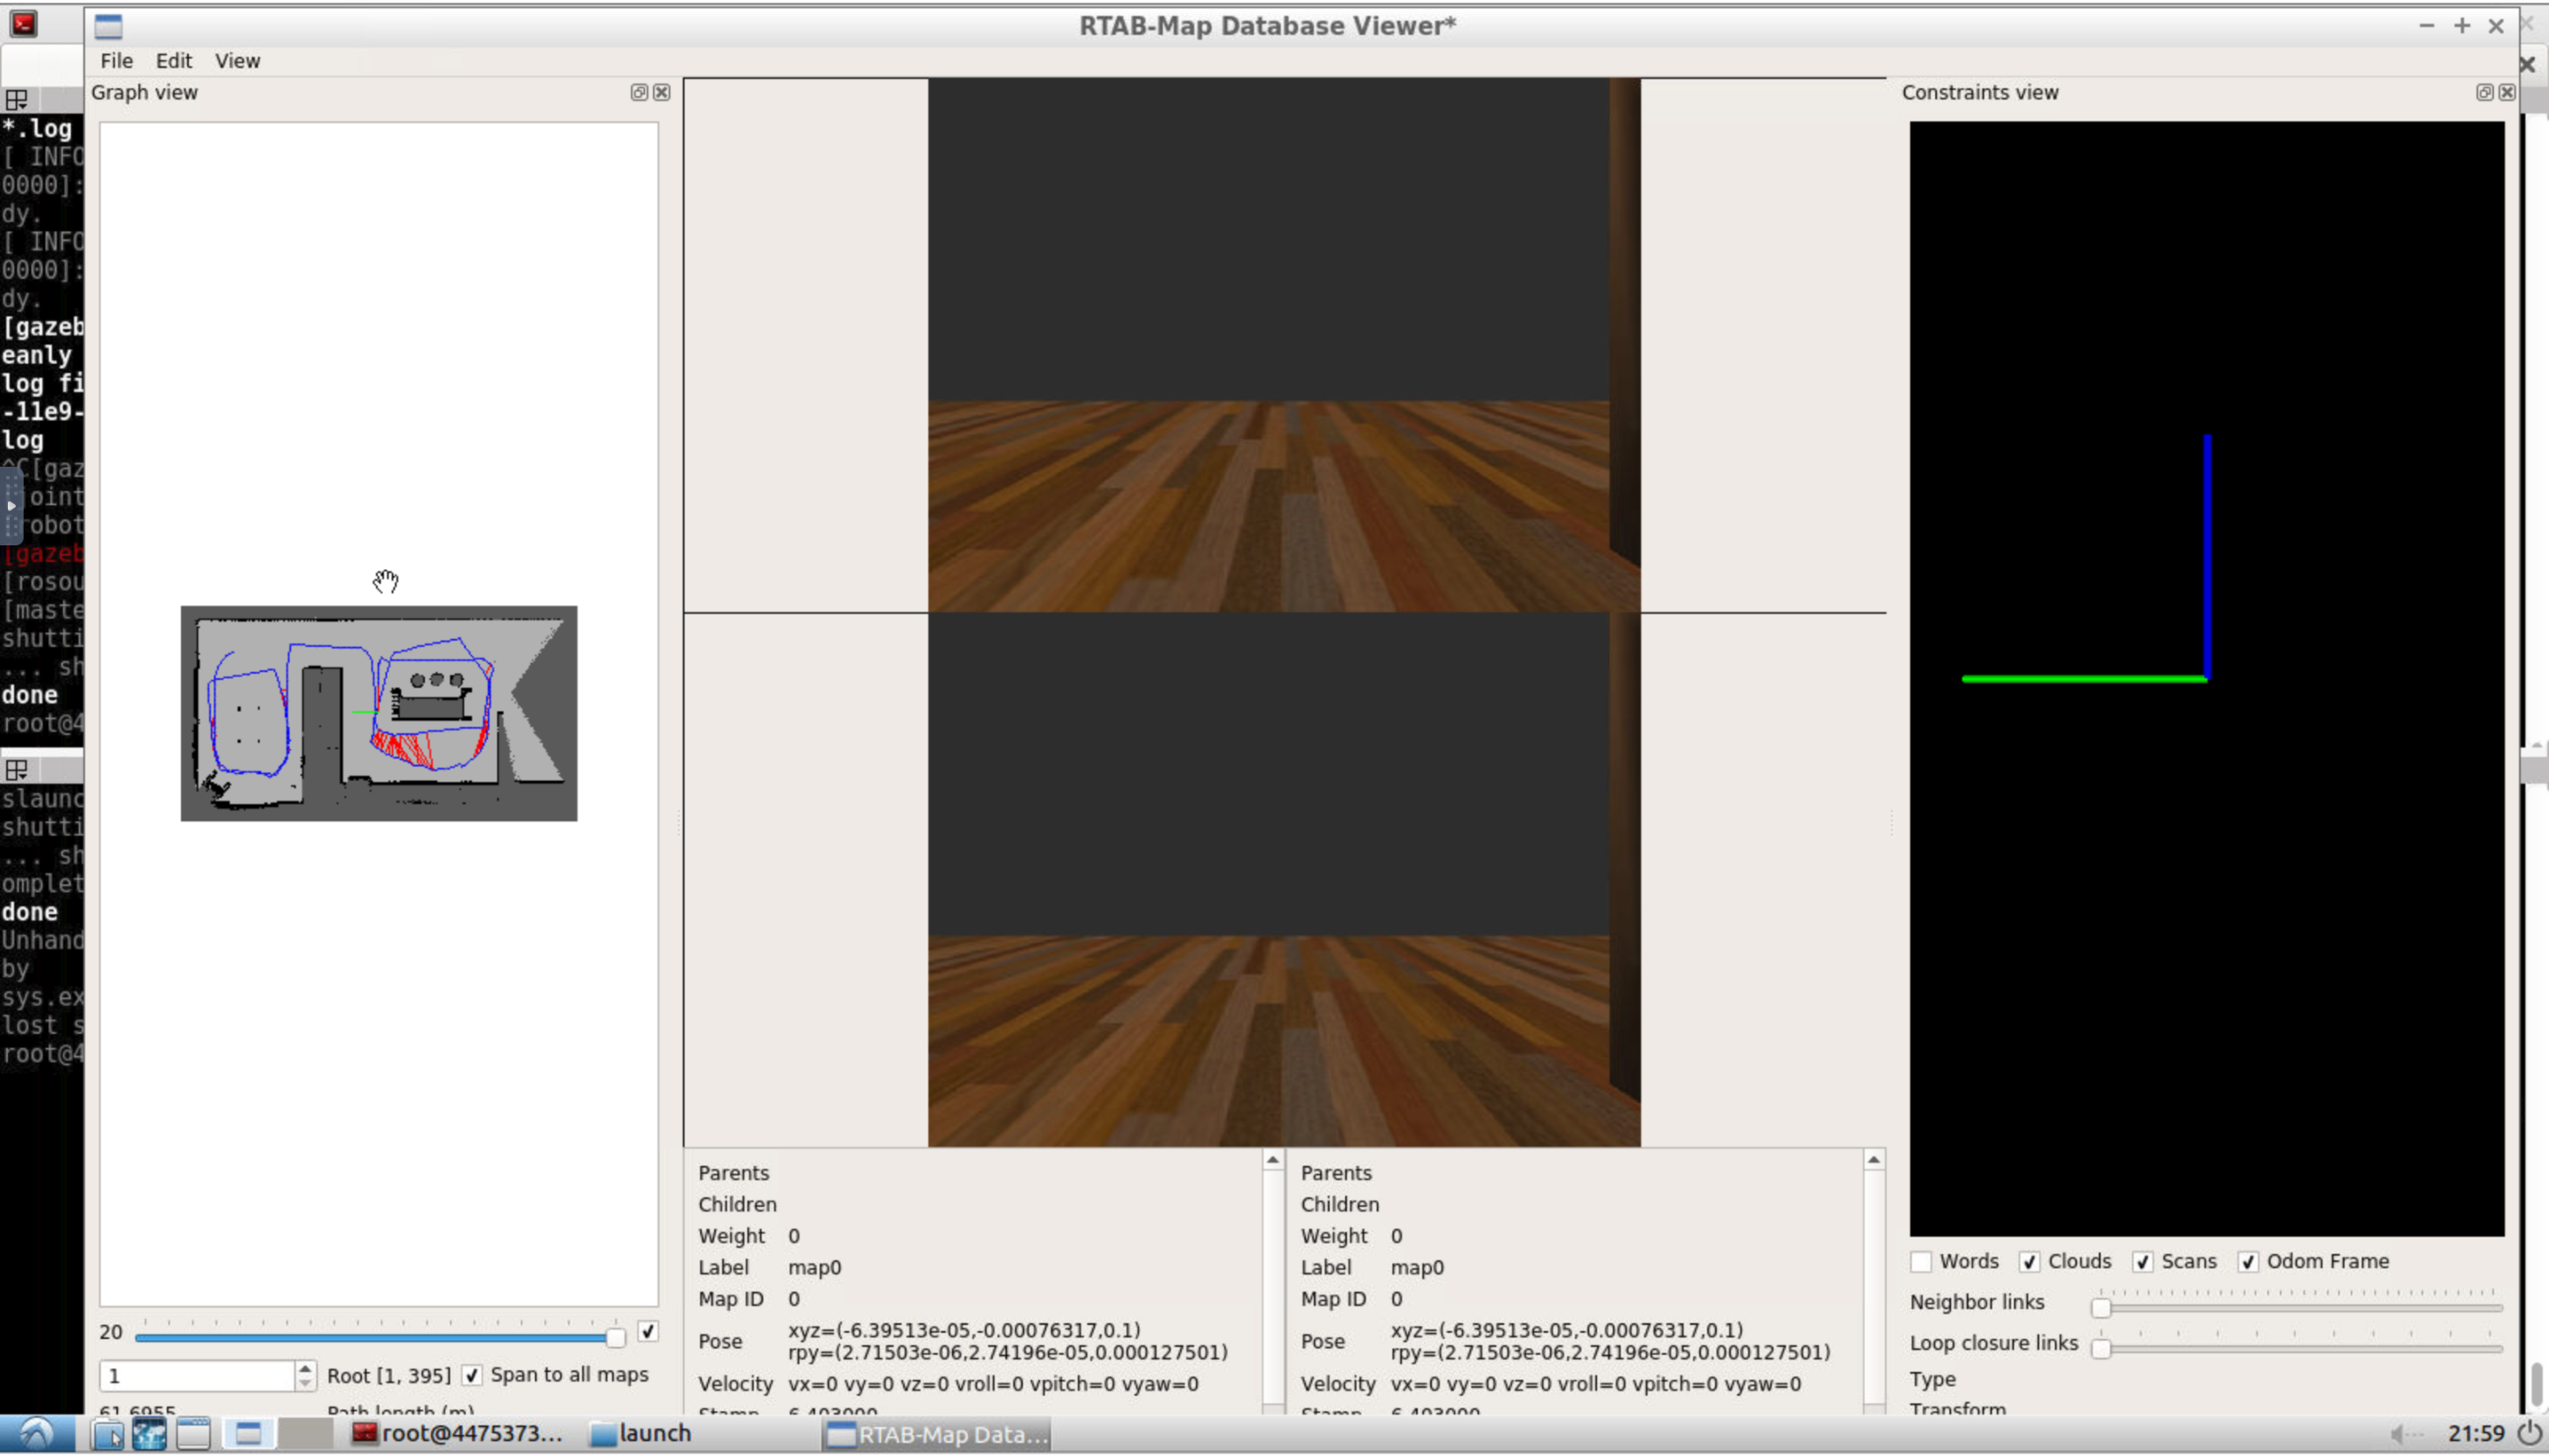 RTAB-Map Database Viewer*
File Edit View
Graph view
Constraints view
*.log
[ INFO
0000]:
dy.
[ INFO
0000]:
dy.
[gazeb
eanly
log fi
-11e9-
log
^C[gaz
joint
robot
[gazeb
[rosou
[maste
shutti
... sh
done
root@4
slaunc
shutti
... sh
omplet
done
Unhand
by
sys.ex
lost s
root@4
20
1 Root [1, 395] Span to all maps
61.6955 Path length (m)
Parents
Children
Weight 0
Label map0
Map ID 0
Pose xyz=(-6.39513e-05,-0.00076317,0.1)
rpy=(2.71503e-06,2.74196e-05,0.000127501)
Velocity vx=0 vy=0 vz=0 vroll=0 vpitch=0 vyaw=0
Stamp 6.403000
Parents
Children
Weight 0
Label map0
Map ID 0
Pose xyz=(-6.39513e-05,-0.00076317,0.1)
rpy=(2.71503e-06,2.74196e-05,0.000127501)
Velocity vx=0 vy=0 vz=0 vroll=0 vpitch=0 vyaw=0
Stamp 6.403000
Words Clouds Scans Odom Frame
Neighbor links
Loop closure links
Type
Transform
root@4475373... launch RTAB-Map Data... 21:59